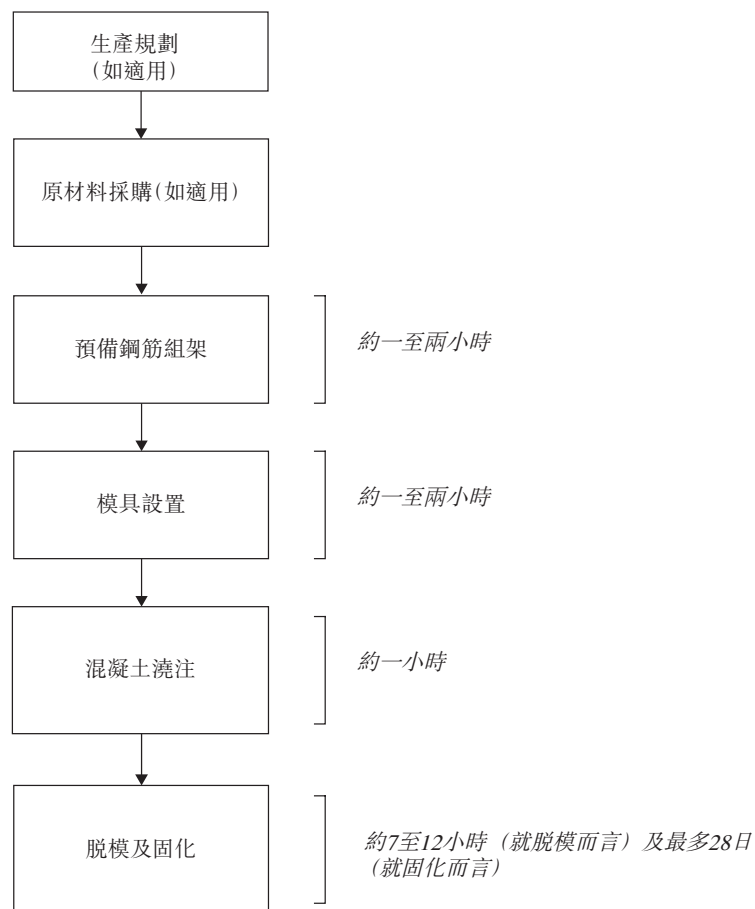 生產規劃
(如適用)
原材料採購(如適用)
預備鋼筋組架
約一至兩小時
模具設置
約一至兩小時
混凝土澆注
約一小時
脫模及固化
約7至12小時（就脫模而言）及最多28日
（就固化而言）